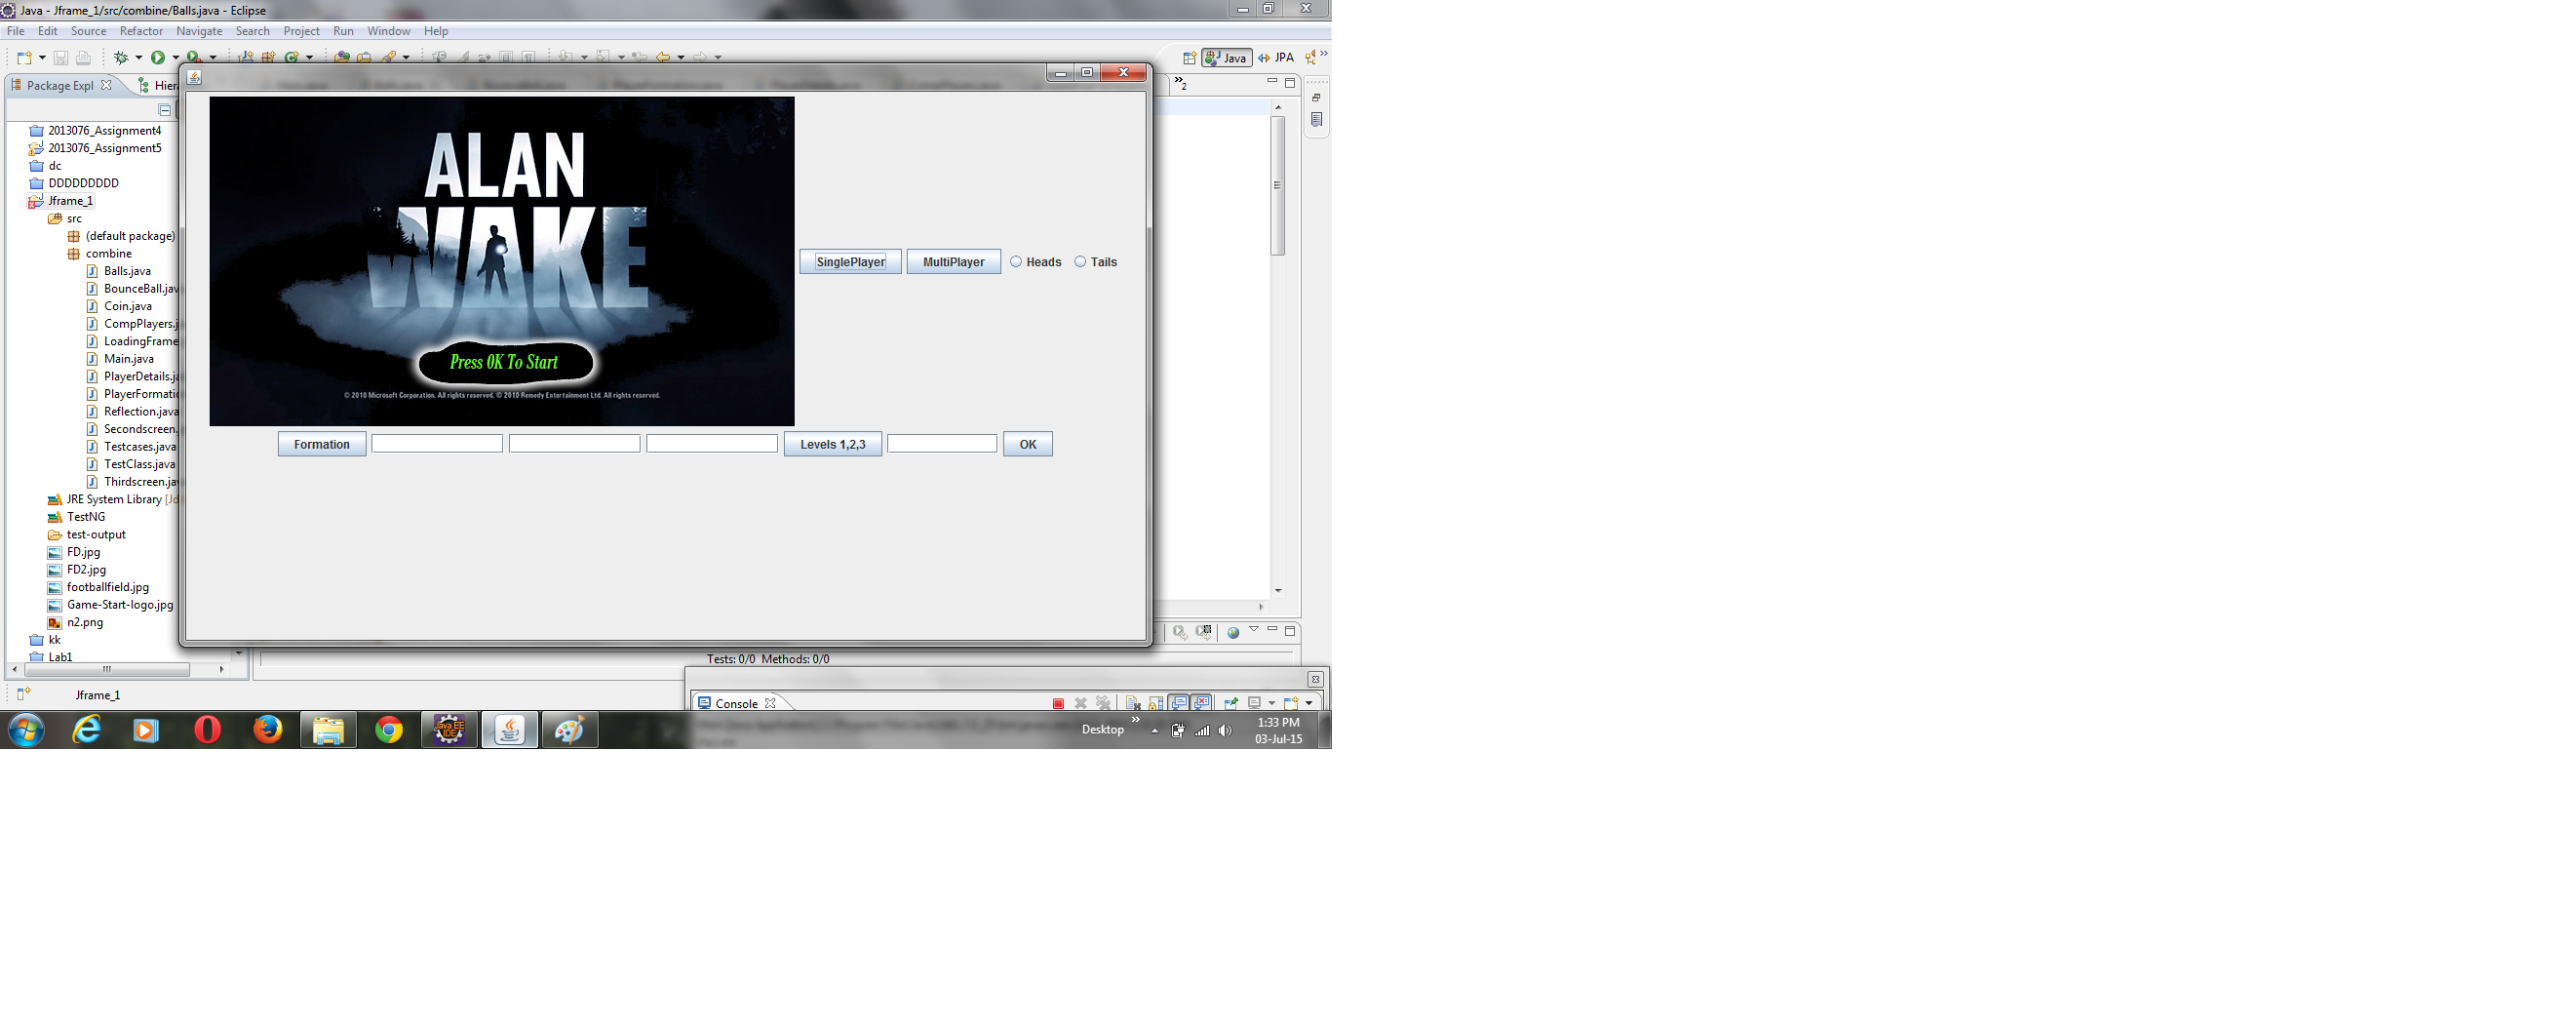 Java - Jframe_1/src/combine/Balls.java - Eclipse
File Edit Source Refactor Navigate Search Project Run Window Help
Java JPA
Package Expl Hiera
2
2013076_Assignment4
2013076_Assignment5
dc
DDDDDDDDD
Jframe_1
src
(default package)
combine
Balls.java
BounceBall.jav
Coin.java
CompPlayers.j
LoadingFrame
Main.java
PlayerDetails.ja
PlayerFormatio
Reflection.java
Secondscreen.
Testcases.java
TestClass.java
Thirdscreen.jav
JRE System Library [Jd
TestNG
test-output
FD.jpg
FD2.jpg
footballfield.jpg
Game-Start-logo.jpg
n2.png
kk
Lab1
ALAN
WAKE
Press OK To Start
© 2010 Microsoft Corporation. All rights reserved. © 2010 Remedy Entertainment Ltd. All rights reserved.
SinglePlayer MultiPlayer Heads Tails
Formation Levels 1,2,3 OK
Tests: 0/0 Methods: 0/0
Jframe_1
Console
Java EE
IDE
Desktop
1:33 PM
03-Jul-15